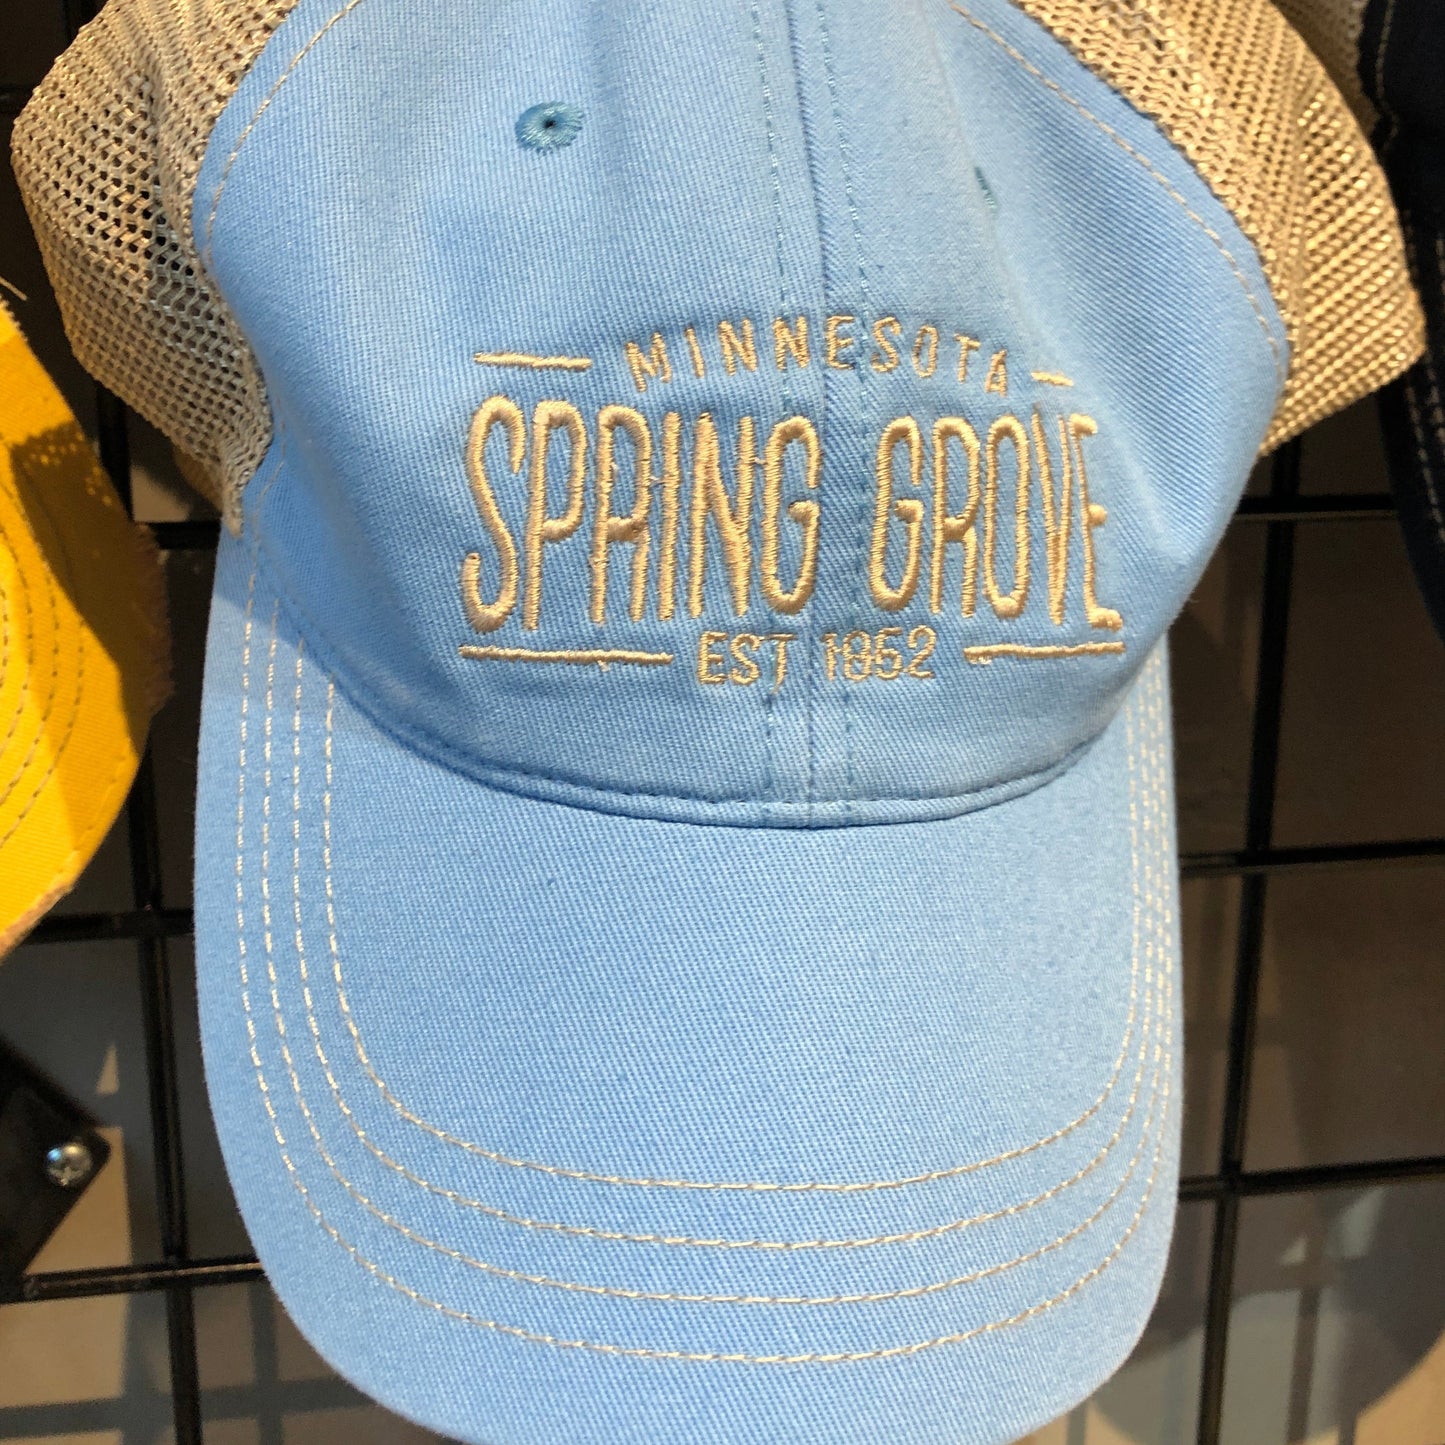 MINNESOTA
SPRING GROVE
EST 1852